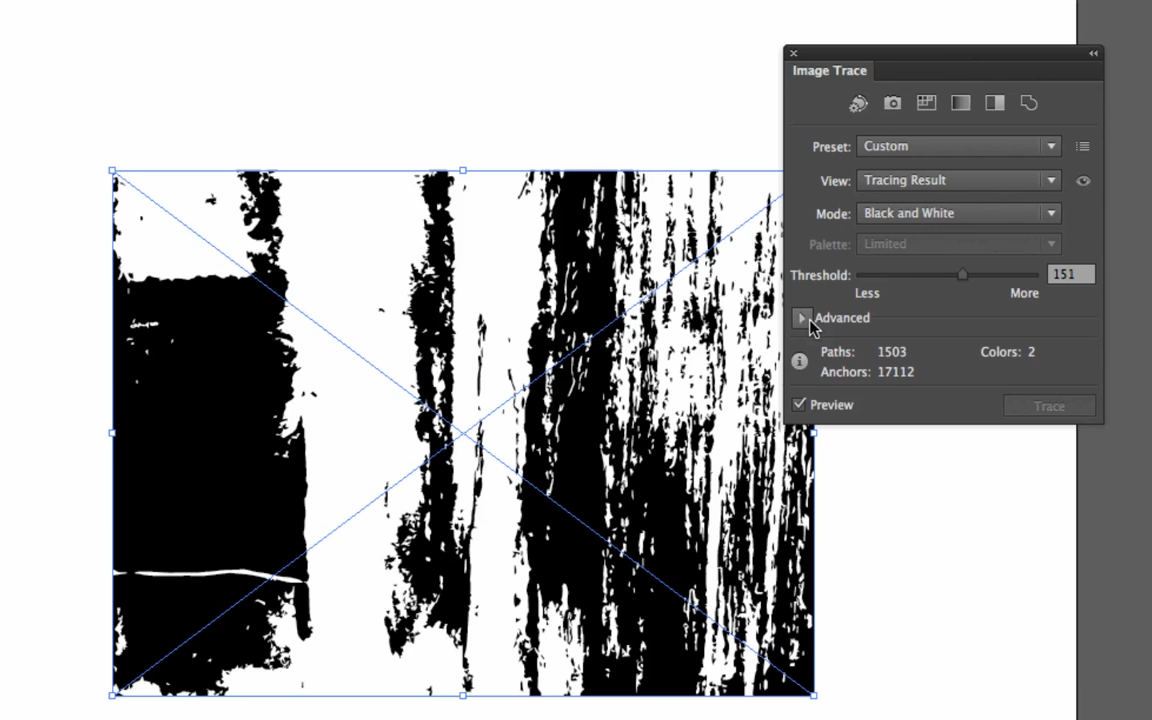 Image Trace
Preset: Custom
View: Tracing Result
Mode: Black and White
Palette: Limited
Threshold: 151
Less More
Advanced
Paths: 1503 Colors: 2
Anchors: 17112
Preview Trace